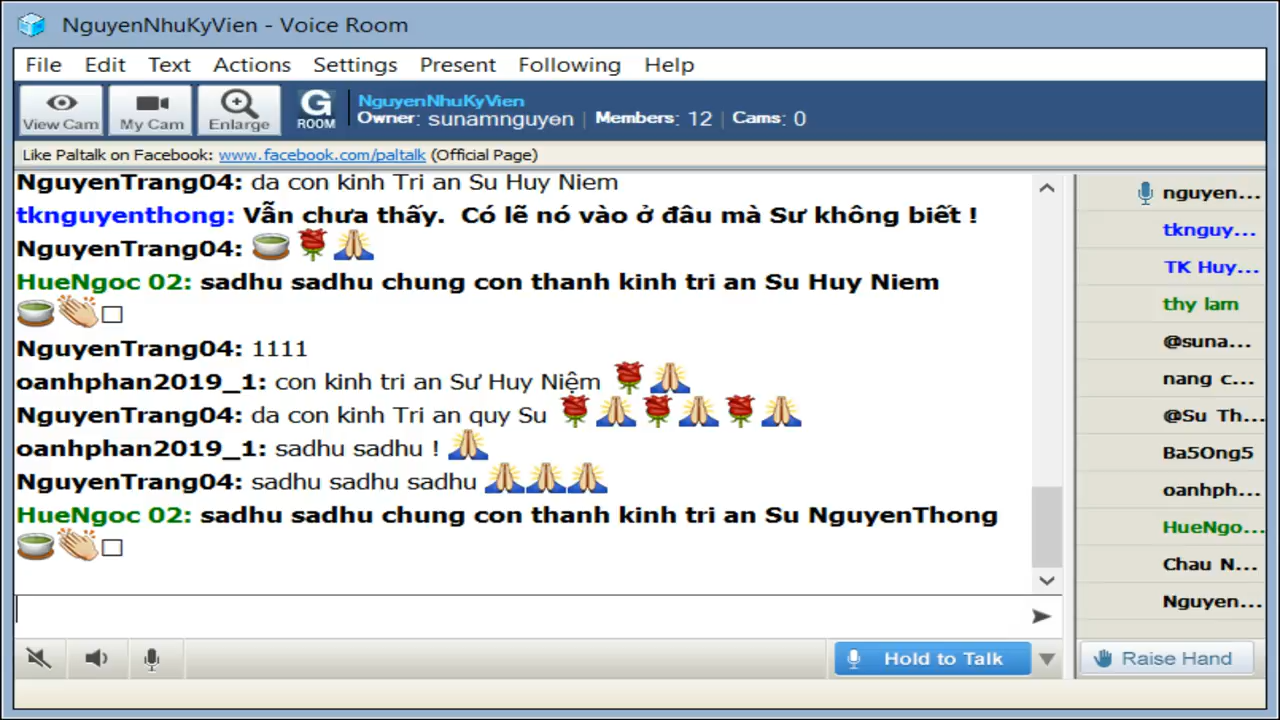 NguyenNhuKyVien - Voice Room
File Edit Text Actions Settings Present Following Help
View Cam My Cam Enlarge G ROOM NguyenNhuKyVien
Owner: sunamnguyen | Members: 12 | Cams: 0
Like Paltalk on Facebook: www.facebook.com/paltalk (Official Page)
NguyenTrang04: da con kinh Tri an Su Huy Niem
tknguyenthong: Vẫn chưa thấy. Có lẽ nó vào ở đâu mà Sư không biết !
NguyenTrang04: 🍵🌹🙏
HueNgoc 02: sadhu sadhu chung con thanh kinh tri an Su Huy Niem
🍵👏□
NguyenTrang04: 1111
oanhphan2019_1: con kinh tri an Sư Huy Niệm 🌹🙏
NguyenTrang04: da con kinh Tri an quy Su 🌹🙏🌹🙏🌹🙏
oanhphan2019_1: sadhu sadhu ! 🙏
NguyenTrang04: sadhu sadhu sadhu 🙏🙏🙏
HueNgoc 02: sadhu sadhu chung con thanh kinh tri an Su NguyenThong
🍵👏□
nguyen...
tknguy...
TK Huy...
thy lam
@suna...
nang c...
@Su Th...
Ba5Ong5
oanhph...
HueNgo...
Chau N...
Nguyen...
Hold to Talk
Raise Hand